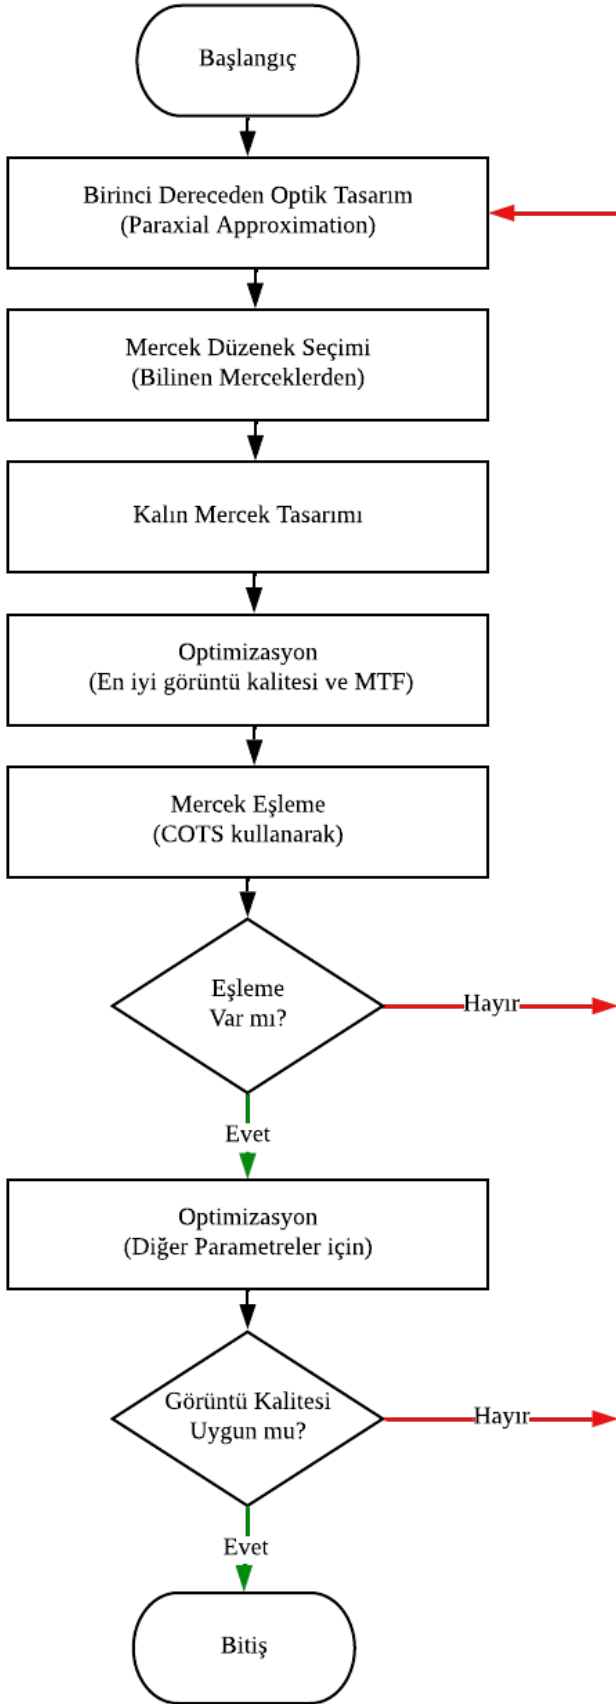 Başlangıç
Birinci Dereceden Optik Tasarım
(Paraxial Approximation)
Mercek Düzenek Seçimi
(Bilinen Merceklerden)
Kalın Mercek Tasarımı
Optimizasyon
(En iyi görüntü kalitesi ve MTF)
Mercek Eşleme
(COTS kullanarak)
Eşleme
Var mı?
Hayır
Evet
Optimizasyon
(Diğer Parametreler için)
Görüntü Kalitesi
Uygun mu?
Hayır
Evet
Bitiş